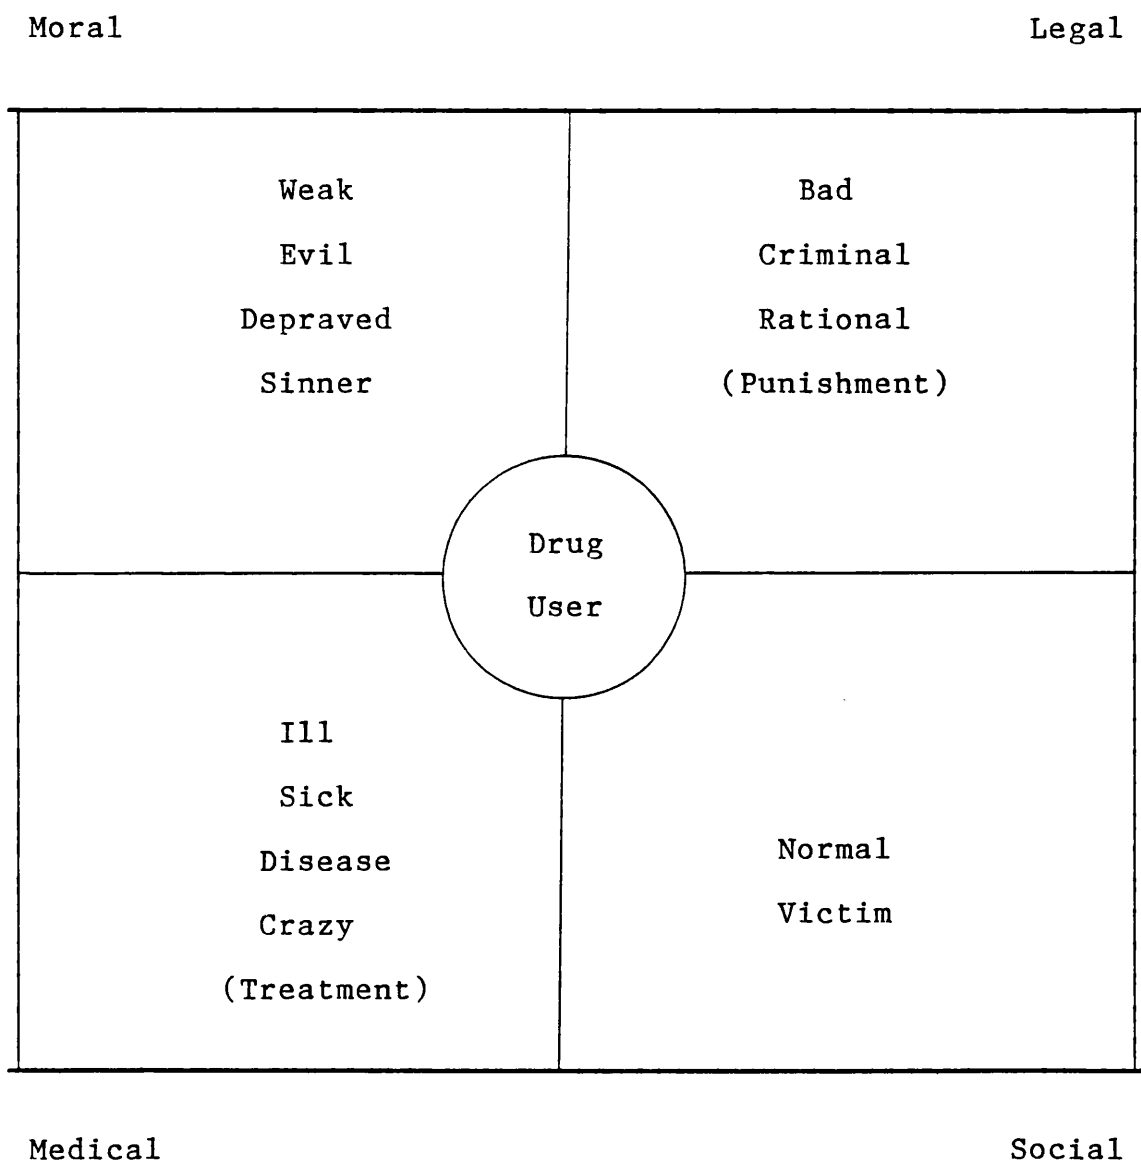 Moral
Legal
Weak
Evil
Depraved
Sinner
Bad
Criminal
Rational
(Punishment)
Drug
User
Ill
Sick
Disease
Crazy
(Treatment)
Normal
Victim
Medical
Social